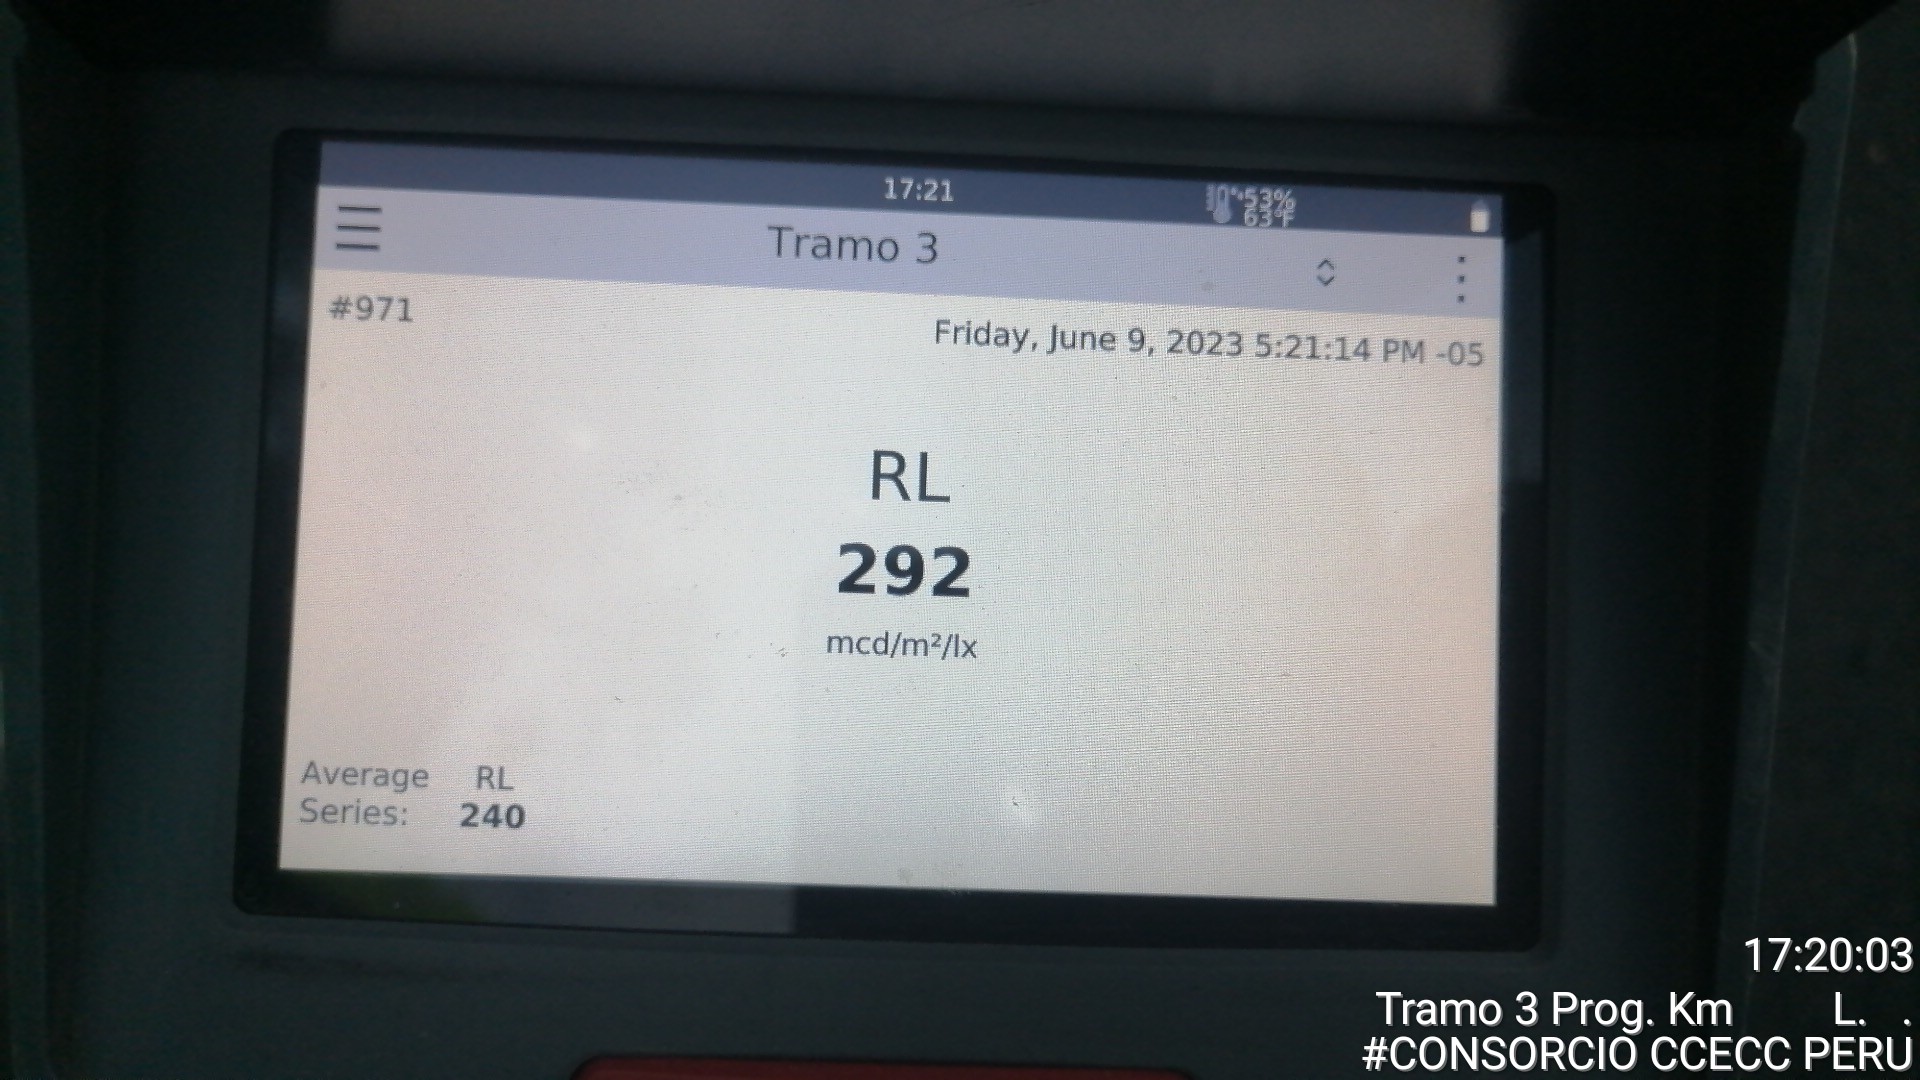 17:21
53%
63°F
Tramo 3
#971
Friday, June 9, 2023 5:21:14 PM -05
RL
292
mcd/m²/lx
Average RL
Series: 240
17:20:03
Tramo 3 Prog. Km L. .
#CONSORCIO CCECC PERU